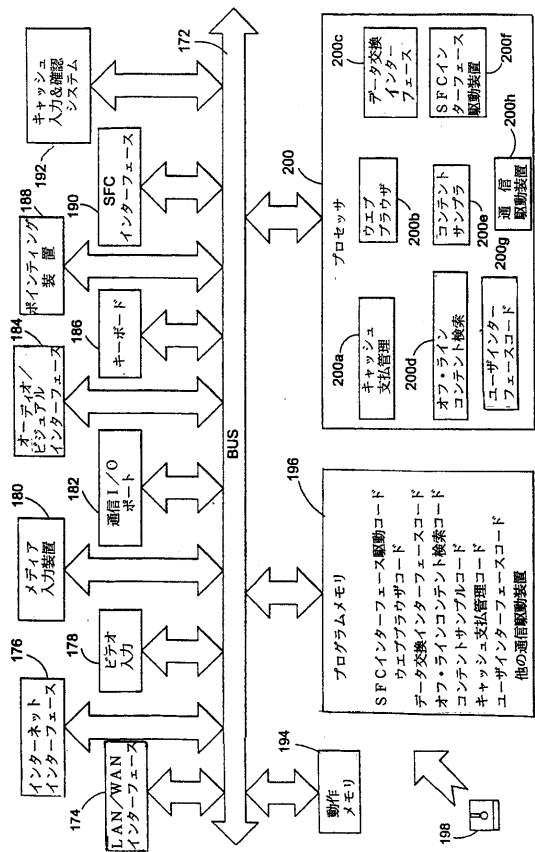 インターネット
インターフェース
176
メディア
入力装置
180
オーディオ/
ビジュアル
インターフェース
184
ポインティング
装 置
188
キャッシュ
入力&確認
システム
192
LAN/WAN
インターフェース
174
ビテオ
入力
178
通信I/O
ポート
182
キーボード
186
SFC
インターフェース
190
BUS
172
動作
メモリ
194
プログラムメモリ
SFCインターフェース駆動コード
ウエブブラウザコード
データ交換インターフェースコード
オフ・ラインコンテント検索コード
コンテントサンプルコード
キャッシュ支払管理コード
ユーザインターフェースコード
他の通信駆動装置
196
198
プロセッサ
200
キャッシュ
支払管理
200a
ウエブ
ブラウザ
200b
データ交換
インター
フェース
200c
オフ・ライン
コンテント検索
200d
コンテント
サンプラ
200e
SFCイン
ターフェース
駆動装置
200f
ユーザインター
フェースコード
200g
通 信
駆動装置
200h